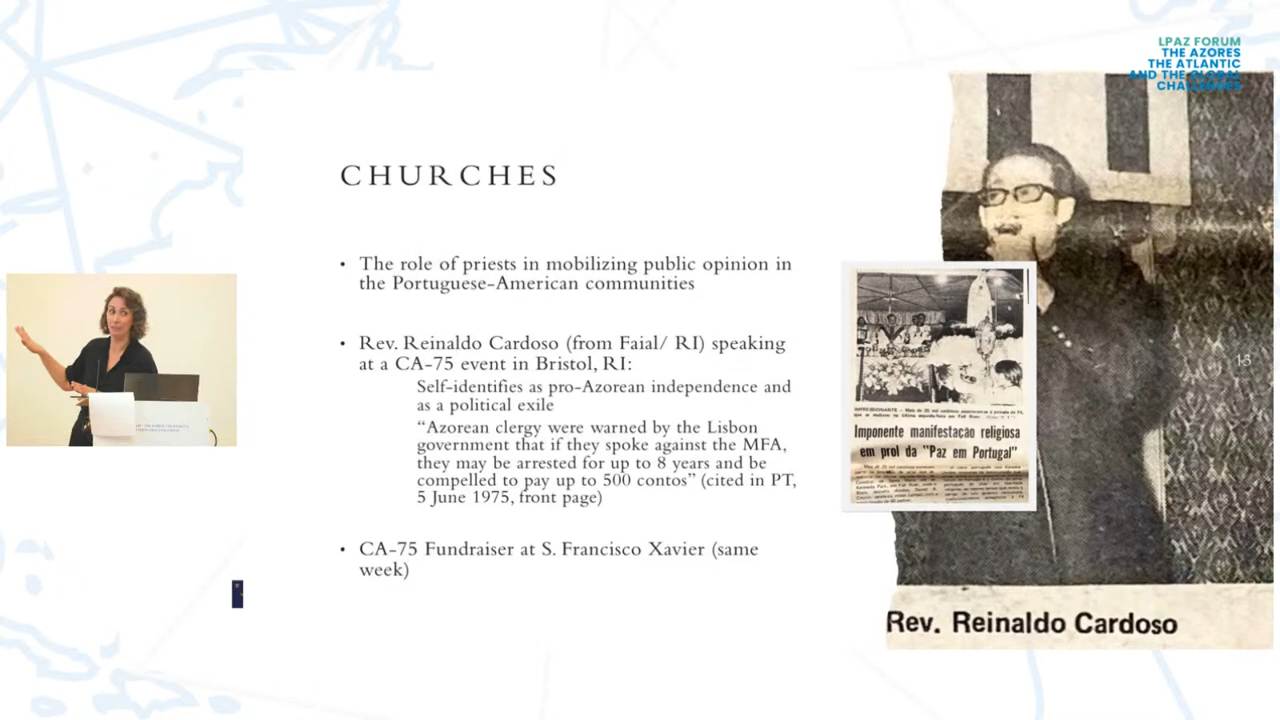 LPAZ FORUM
THE AZORES
THE ATLANTIC
AND THE GLOBAL
CHALLENGES
CHURCHES
• The role of priests in mobilizing public opinion in
the Portuguese-American communities
• Rev. Reinaldo Cardoso (from Faial/ RI) speaking
at a CA-75 event in Bristol, RI:
Self-identifies as pro-Azorean independence and
as a political exile
“Azorean clergy were warned by the Lisbon
government that if they spoke against the MFA,
they may be arrested for up to 8 years and be
compelled to pay up to 500 contos” (cited in PT,
5 June 1975, front page)
• CA-75 Fundraiser at S. Francisco Xavier (same
week)
Imponente manifestação religiosa
em prol da "Paz em Portugal"
13
Rev. Reinaldo Cardoso